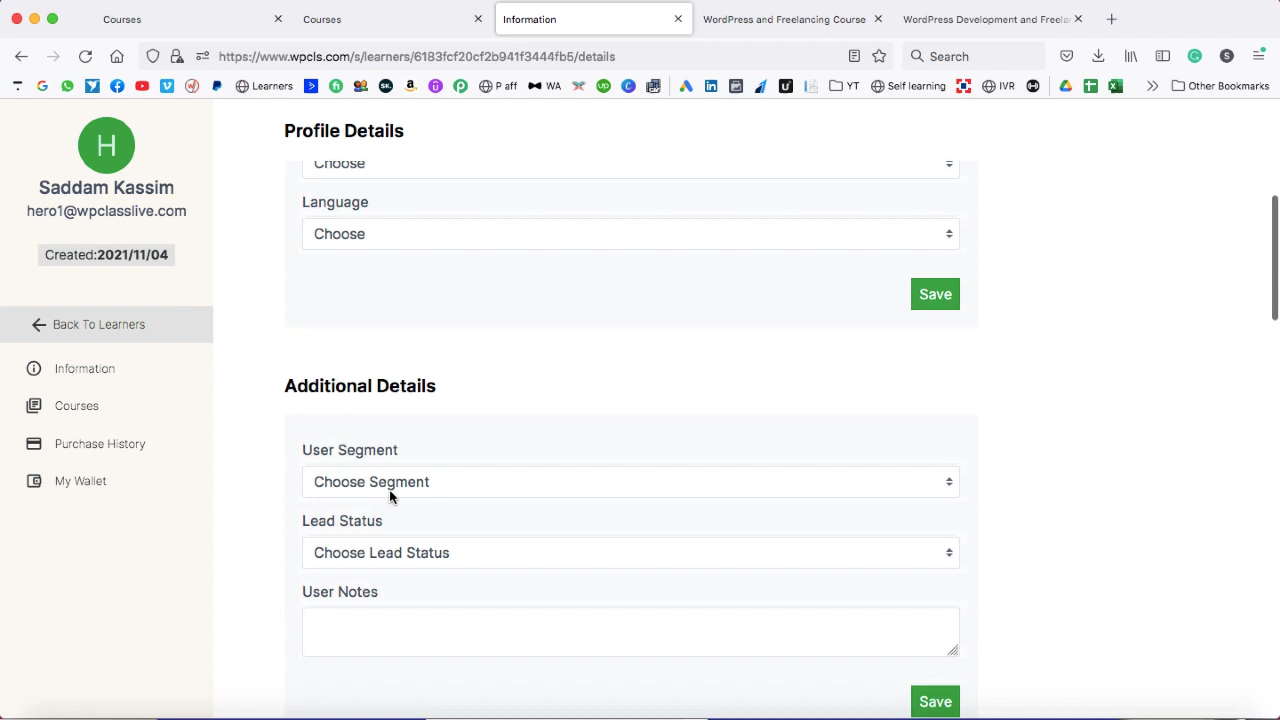 Courses
Courses
Information
WordPress and Freelancing Course
WordPress Development and Freelan
https://www.wpcls.com/s/learners/6183fcf20cf2b941f3444fb5/details
Search
Learners
P aff
WA
YT
Self learning
IVR
Other Bookmarks
H
Saddam Kassim
hero1@wpclasslive.com
Created:2021/11/04
Back To Learners
Information
Courses
Purchase History
My Wallet
Profile Details
Choose
Language
Choose
Save
Additional Details
User Segment
Choose Segment
Lead Status
Choose Lead Status
User Notes
Save